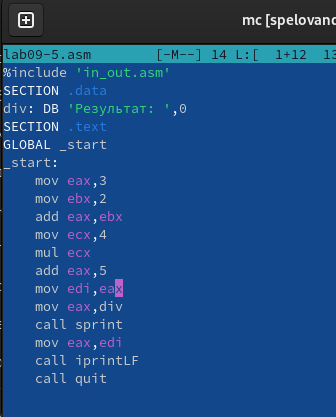 mc [spelovand
lab09-5.asm [-M--] 14 L:[ 1+12 13
%include 'in_out.asm'
SECTION .data
div: DB 'Результат: ',0
SECTION .text
GLOBAL _start
_start:
mov eax,3
mov ebx,2
add eax,ebx
mov ecx,4
mul ecx
add eax,5
mov edi,eax
mov eax,div
call sprint
mov eax,edi
call iprintLF
call quit